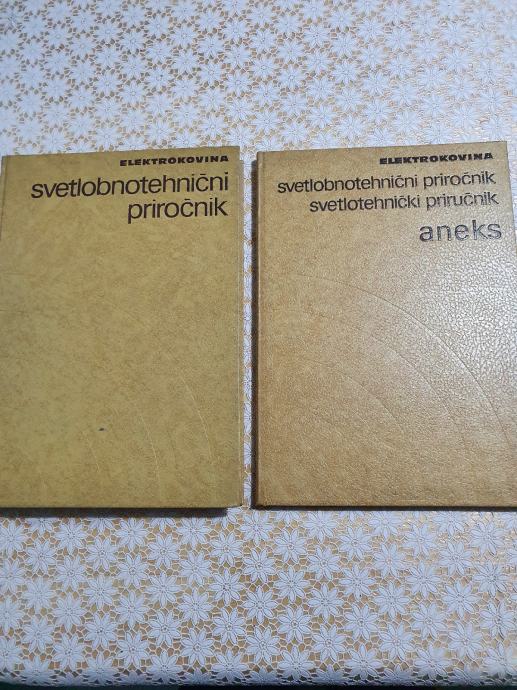 ELEKTROKOVINA
svetlobnotehnični
priročnik
ELEKTROKOVINA
svetlobnotehnični priročnik
svetlotehnički priručnik
aneks